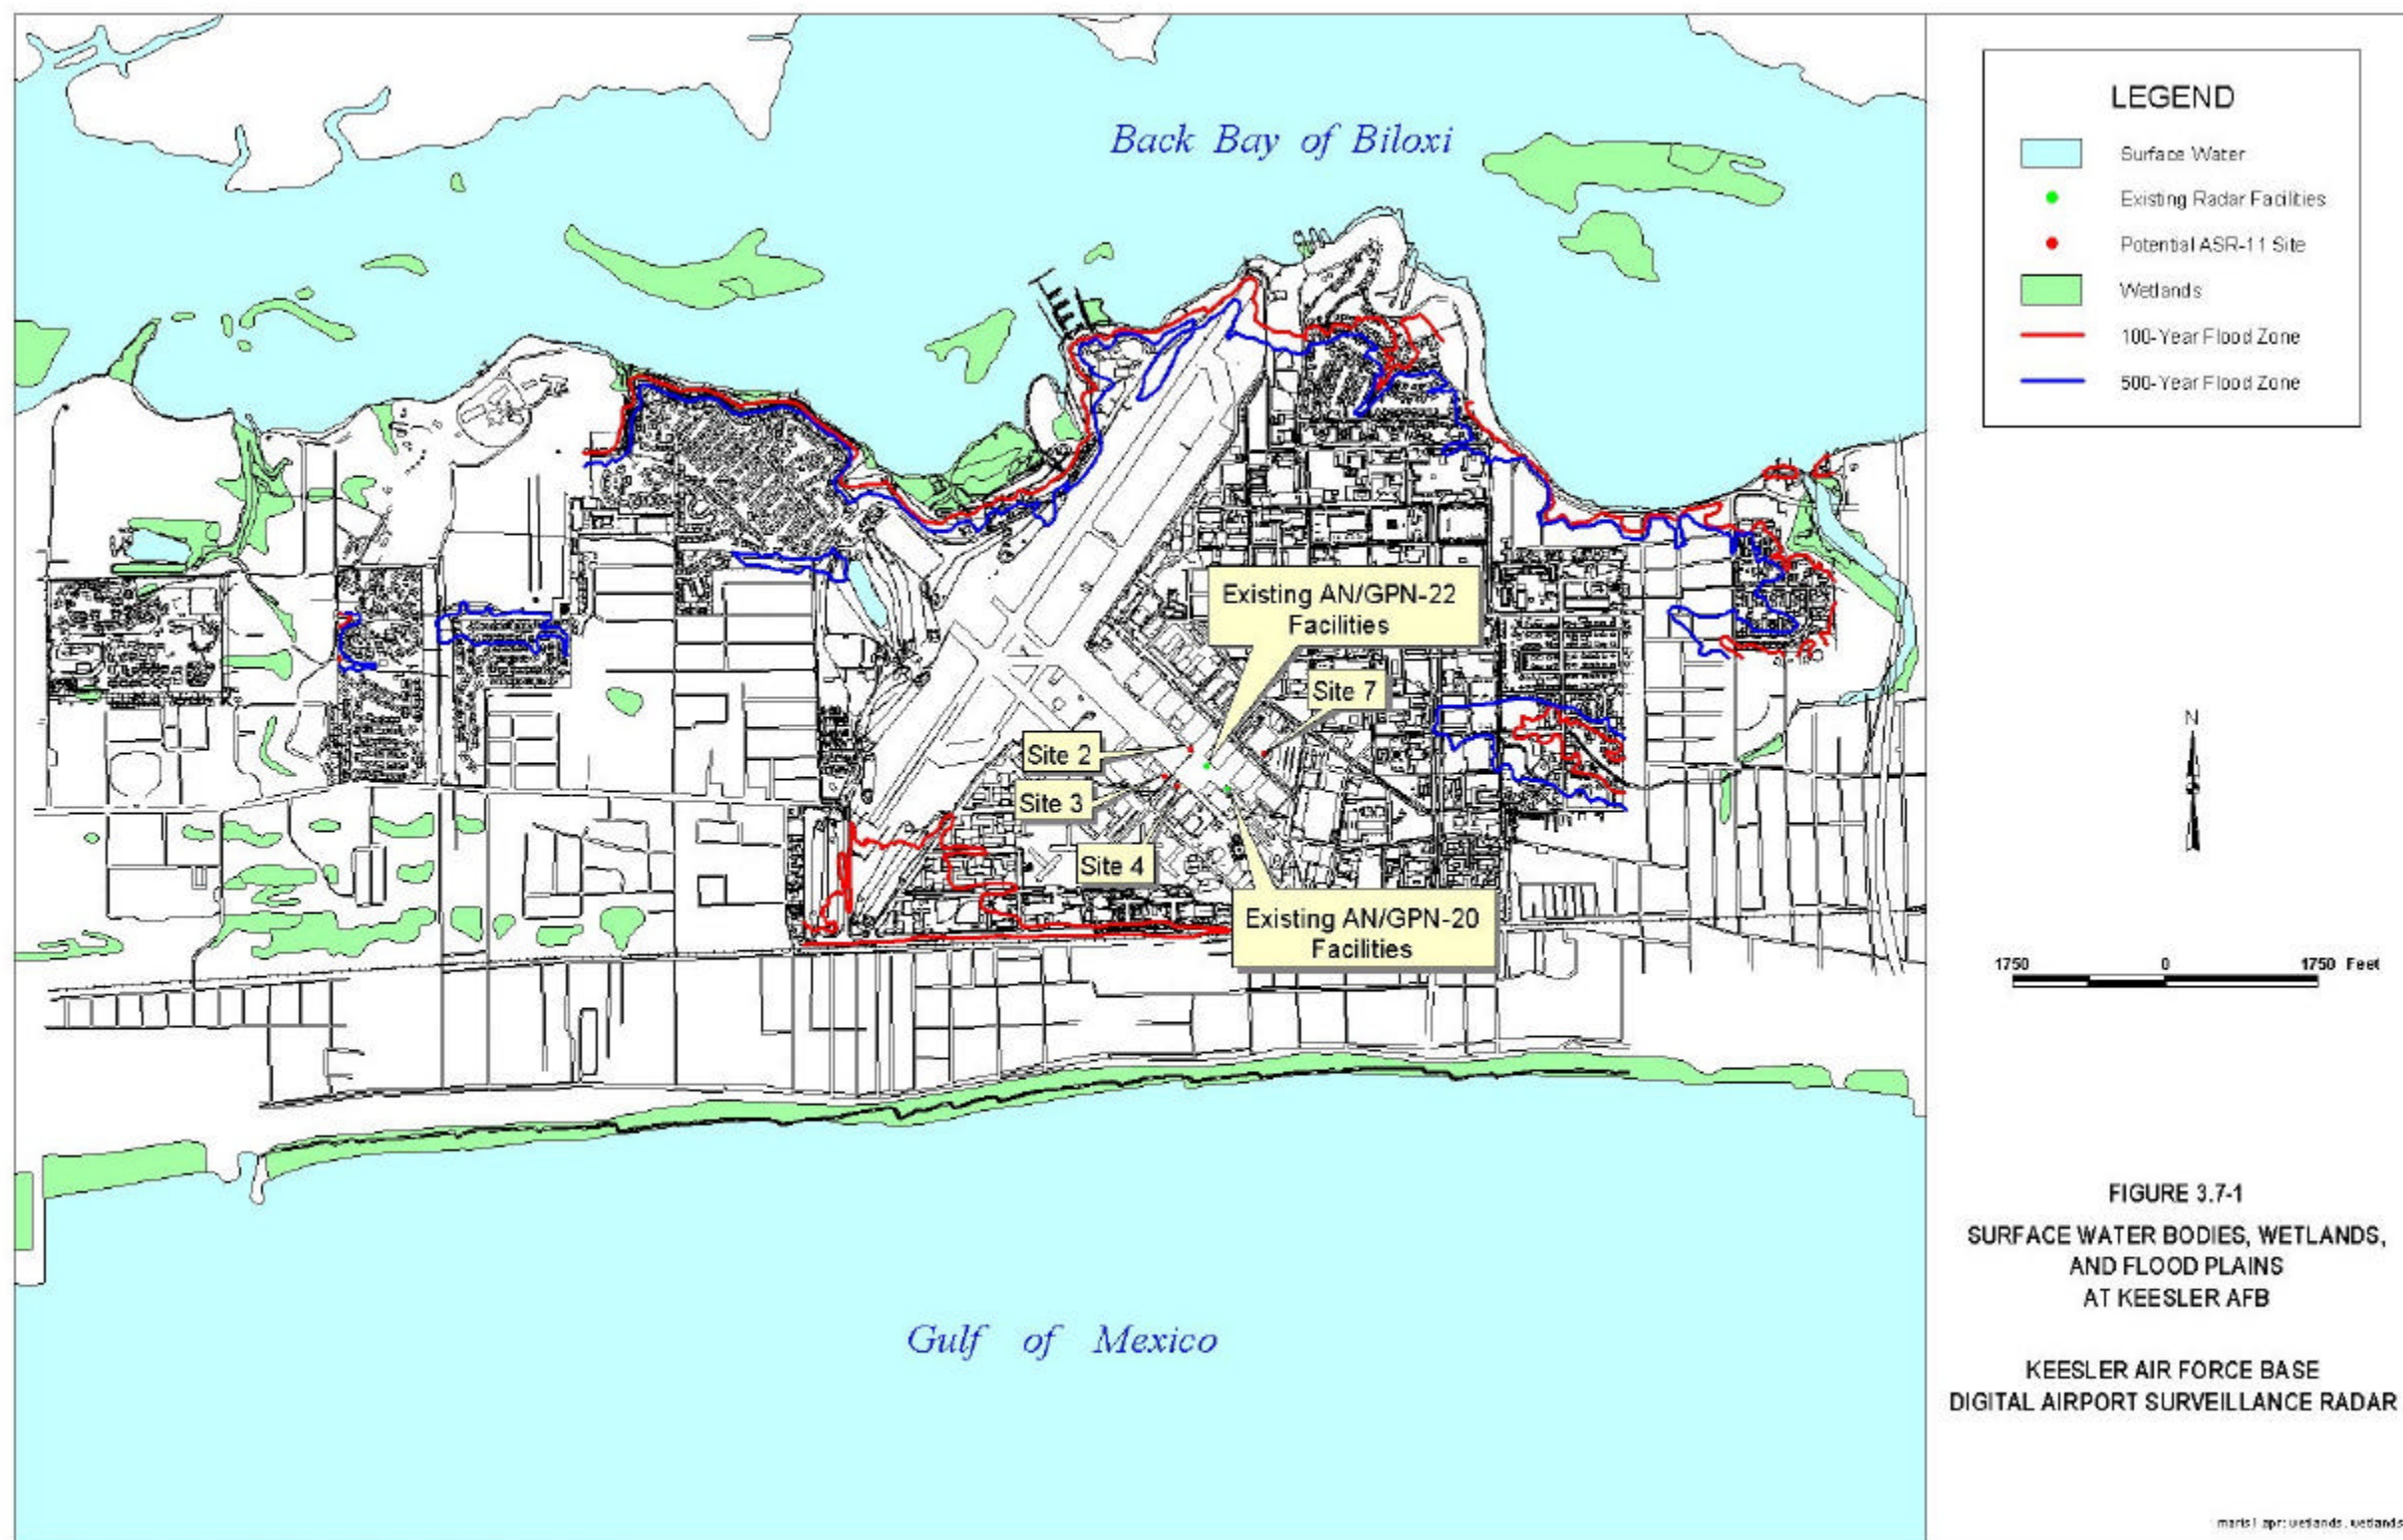 Back Bay of Biloxi
Existing AN/GPN-22
Facilities
Site 7
Site 2
Site 3
Site 4
Existing AN/GPN-20
Facilities
Gulf of Mexico
LEGEND
Surface Water
Existing Radar Facilities
Potential ASR-11 Site
Wetlands
100-Year Flood Zone
500-Year Flood Zone
N
1750 0 1750 Feet
FIGURE 3.7-1
SURFACE WATER BODIES, WETLANDS,
AND FLOOD PLAINS
AT KEESLER AFB
KEESLER AIR FORCE BASE
DIGITAL AIRPORT SURVEILLANCE RADAR